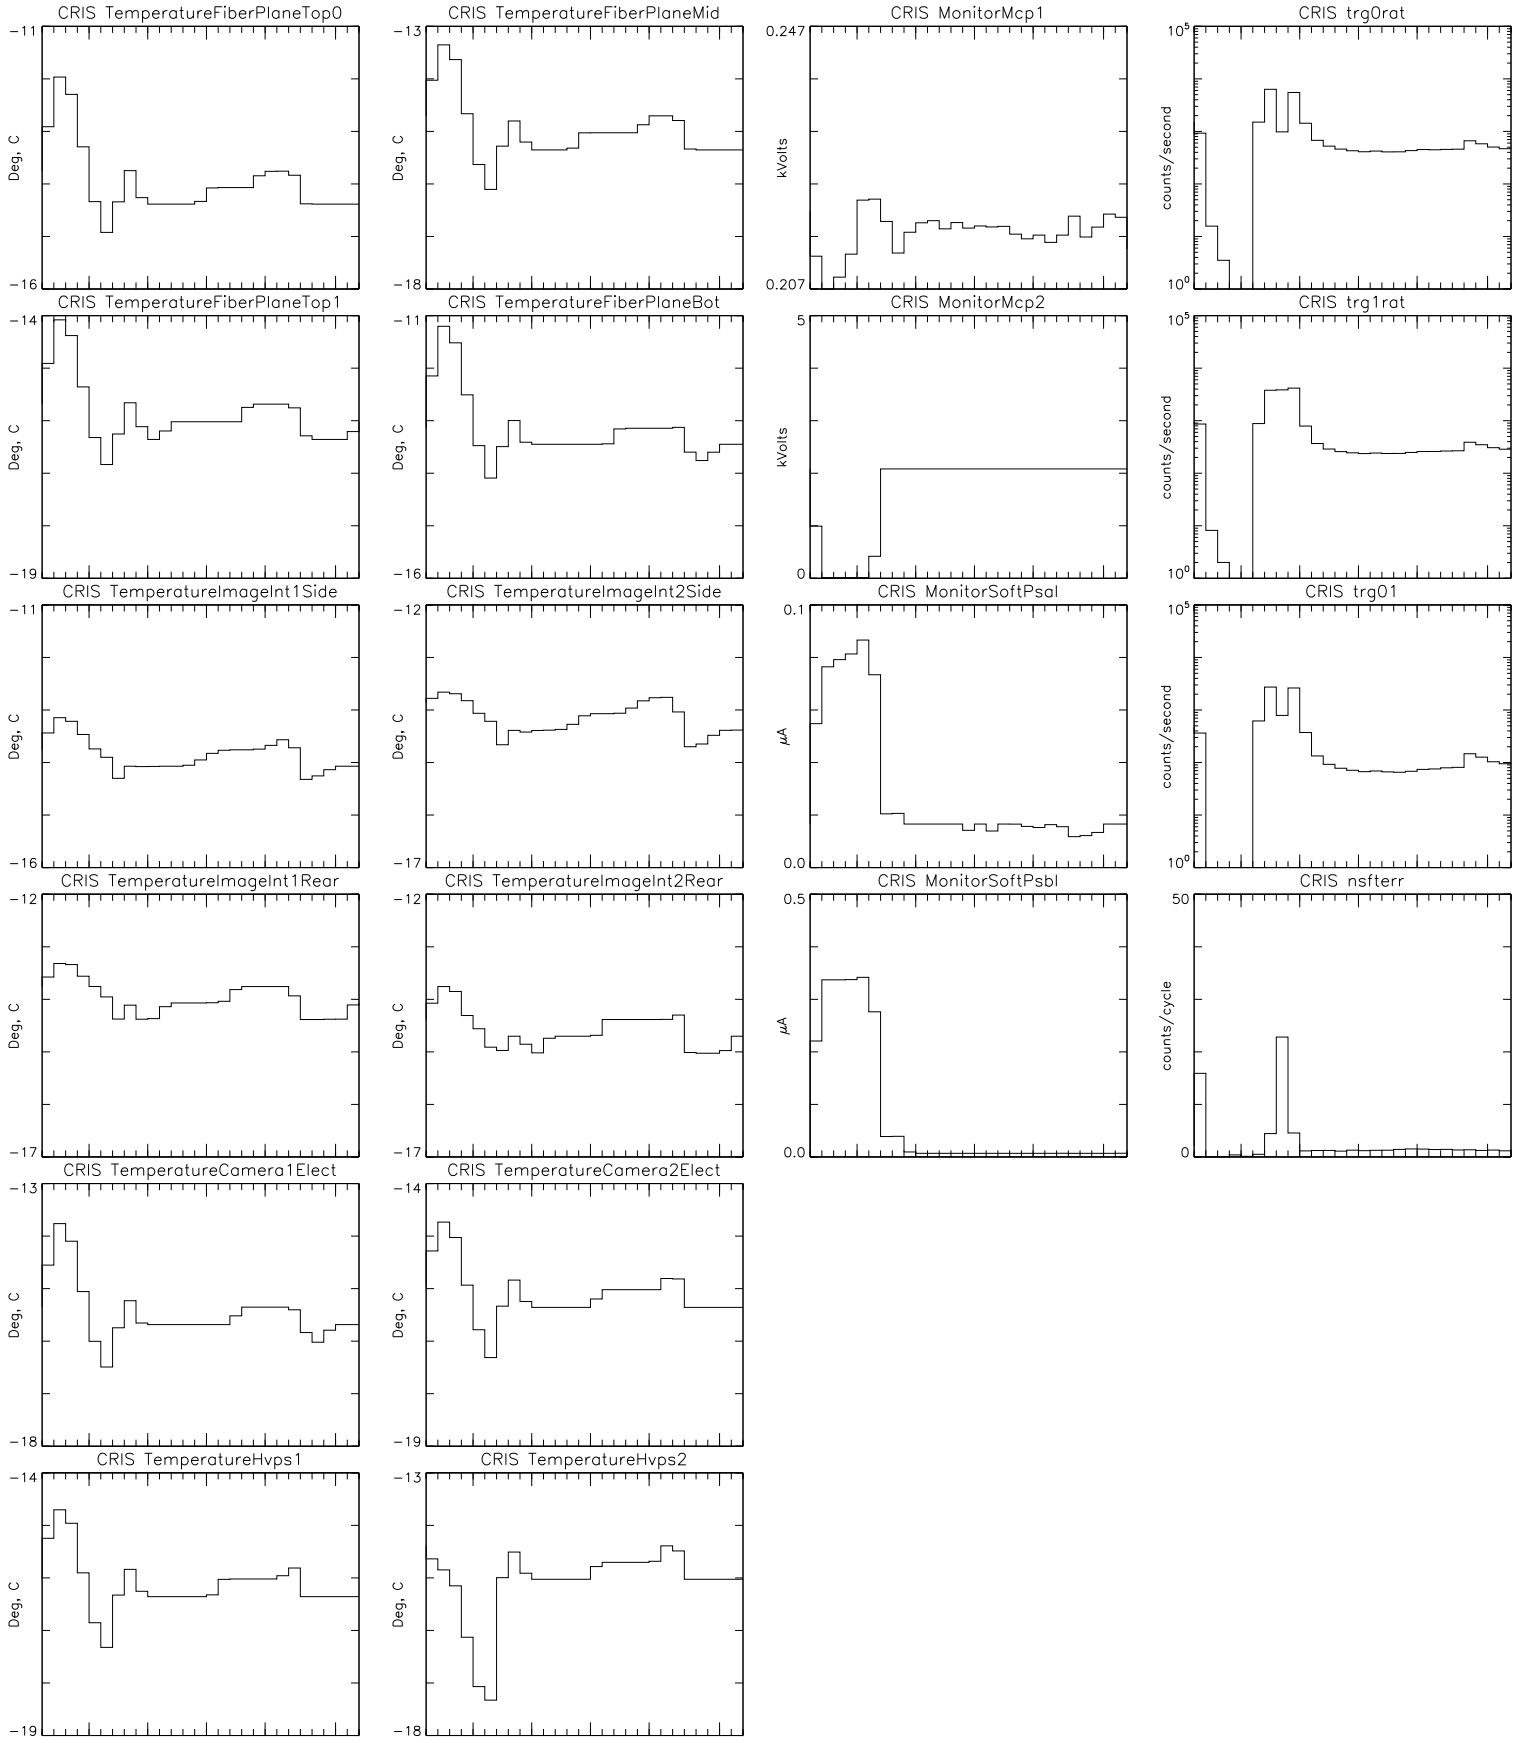 CRIS TemperatureFiberPlaneTop0
-11
Deg, C
-16
CRIS TemperatureFiberPlaneMid
-13
Deg, C
-18
CRIS MonitorMcp1
0.247
kVolts
0.207
CRIS trg0rat
10⁵
counts/second
10⁰
CRIS TemperatureFiberPlaneTop1
-14
Deg, C
-19
CRIS TemperatureFiberPlaneBot
-11
Deg, C
-16
CRIS MonitorMcp2
5
kVolts
0
CRIS trg1rat
10⁵
counts/second
10⁰
CRIS TemperatureImageInt1Side
-11
Deg, C
-16
CRIS TemperatureImageInt2Side
-12
Deg, C
-17
CRIS MonitorSoftPsaI
0.1
μA
0.0
CRIS trg01
10⁵
counts/second
10⁰
CRIS TemperatureImageInt1Rear
-12
Deg, C
-17
CRIS TemperatureImageInt2Rear
-12
Deg, C
-17
CRIS MonitorSoftPsbI
0.5
μA
0.0
CRIS nsfterr
50
counts/cycle
0
CRIS TemperatureCamera1Elect
-13
Deg, C
-18
CRIS TemperatureCamera2Elect
-14
Deg, C
-19
CRIS TemperatureHvps1
-14
Deg, C
-19
CRIS TemperatureHvps2
-13
Deg, C
-18